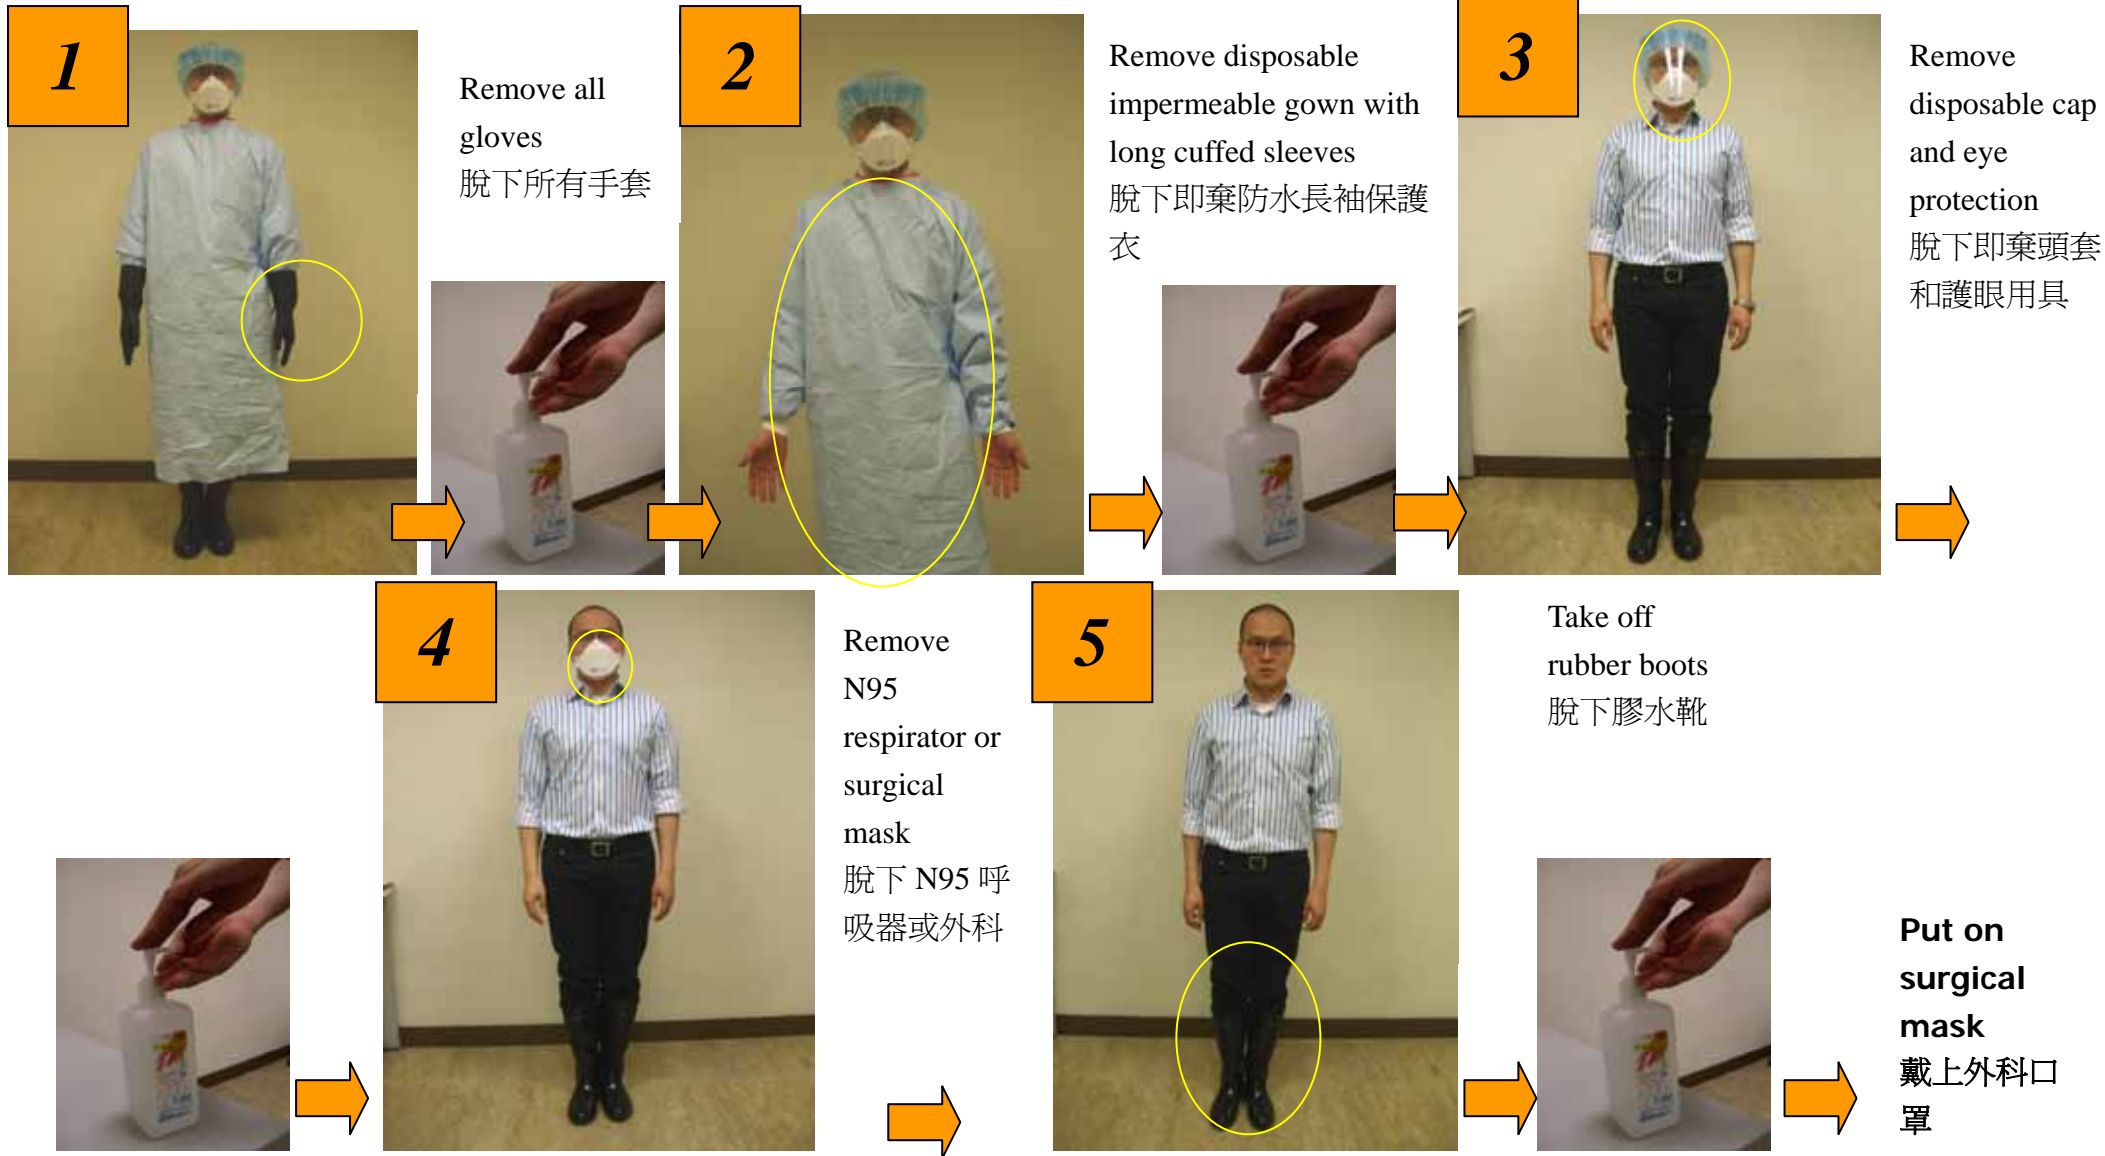 1
Remove all
gloves
脫下所有手套
2
Remove disposable
impermeable gown with
long cuffed sleeves
脫下即棄防水長袖保護
衣
3
Remove
disposable cap
and eye
protection
脫下即棄頭套
和護眼用具
4
Remove
N95
respirator or
surgical
mask
脫下 N95 呼
吸器或外科
5
Take off
rubber boots
脫下膠水靴
Put on
surgical
mask
戴上外科口
罩